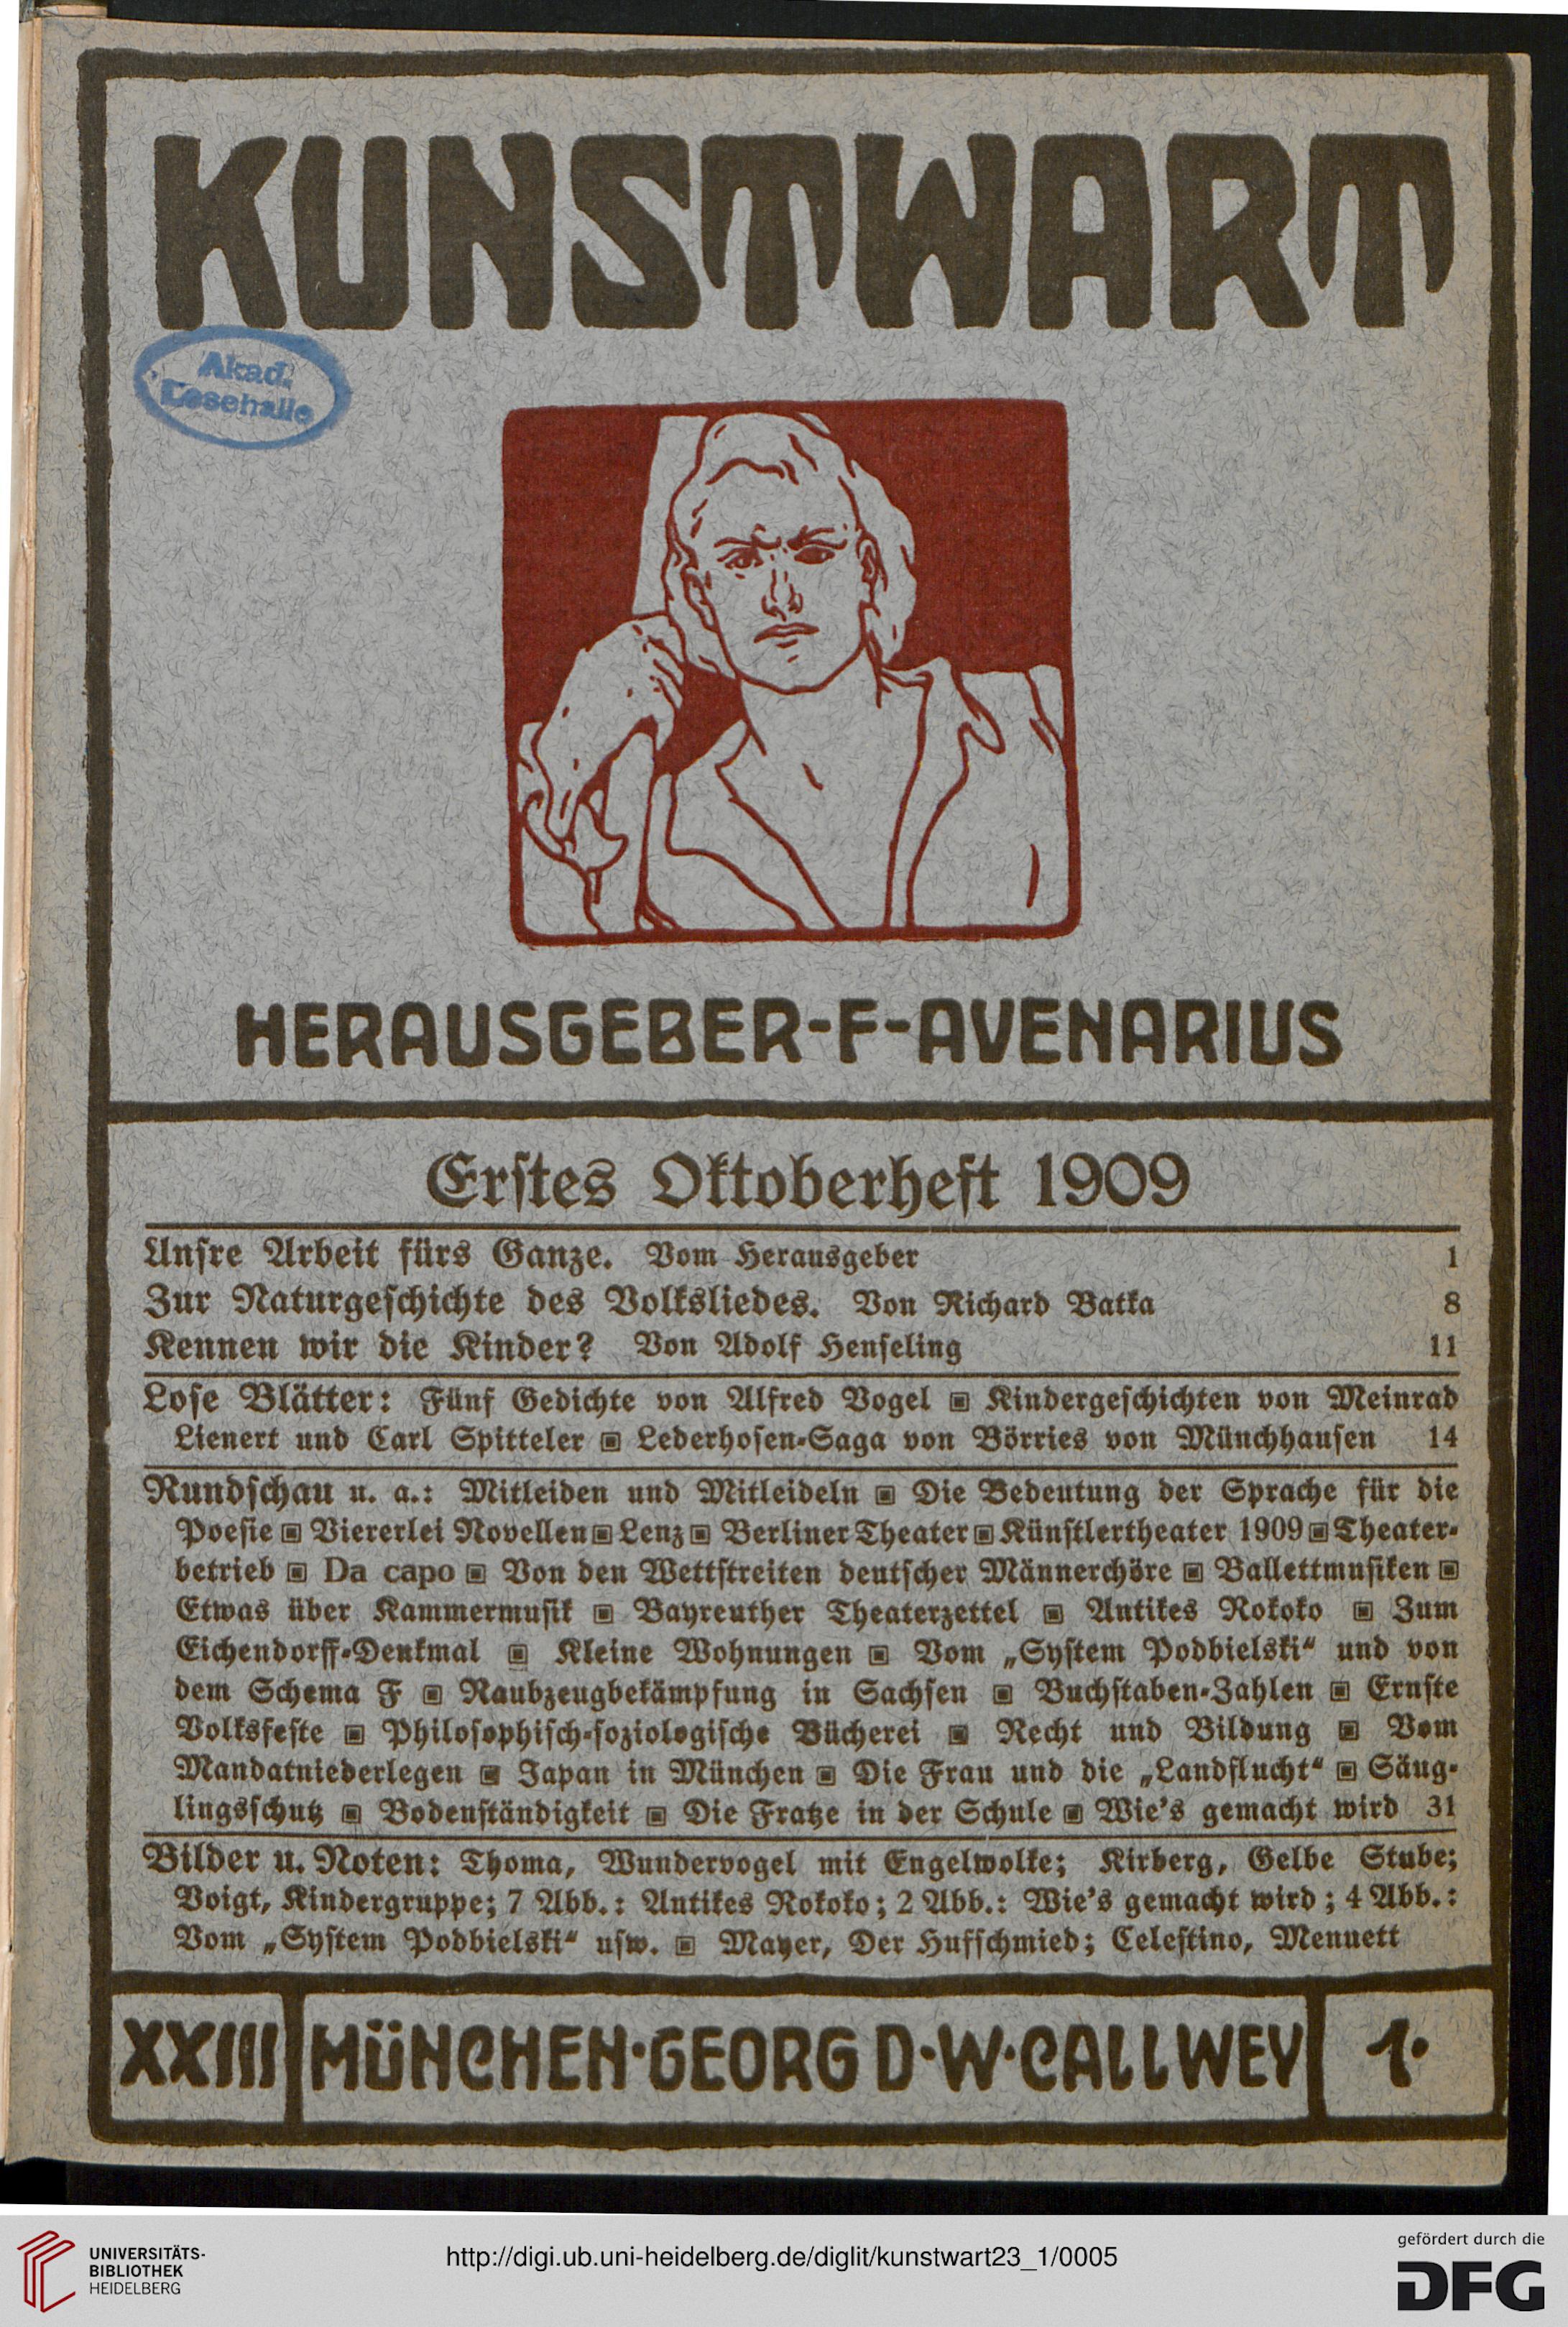 KUNSTWART
Akad.
Lesehalle
HERAUSGEBER-F-AVENARIUS
Erstes Oktoberheft 1909
Unsre Arbeit fürs Ganze. Vom Herausgeber 1
Zur Naturgeschichte des Volksliedes. Von Richard Batka 8
Kennen wir die Kinder? Von Adolf Henseling 11
Lose Blätter: Fünf Gedichte von Alfred Vogel ▣ Kindergeschichten von Meinrad
Lienert und Carl Spitteler ▣ Lederhosen-Saga von Börries von Münchhausen 14
Rundschau u. a.: Mitleiden und Mitleideln ▣ Die Bedeutung der Sprache für die
Poesie ▣ Viererlei Novellen ▣ Lenz ▣ Berliner Theater ▣ Künstlertheater 1909 ▣ Theater-
betrieb ▣ Da capo ▣ Von den Wettstreiten deutscher Männerchöre ▣ Ballettmusiken ▣
Etwas über Kammermusik ▣ Bayreuther Theaterzettel ▣ Antikes Rokoko ▣ Zum
Eichendorff-Denkmal ▣ Kleine Wohnungen ▣ Vom „System Podbielski“ und von
dem Schema F ▣ Raubzeugbekämpfung in Sachsen ▣ Buchstaben-Zahlen ▣ Ernste
Volksfeste ▣ Philosophisch-soziologische Bücherei ▣ Recht und Bildung ▣ Vom
Mandatniederlegen ▣ Japan in München ▣ Die Frau und die „Landflucht“ ▣ Säug-
lingsschutz ▣ Bodenständigkeit ▣ Die Fratze in der Schule ▣ Wie's gemacht wird 31
Bilder u. Noten: Thoma, Wundervogel mit Engelwolke; Kirberg, Gelbe Stube;
Voigt, Kindergruppe; 7 Abb.: Antikes Rokoko; 2 Abb.: Wie's gemacht wird; 4 Abb.:
Vom „System Podbielski“ usw. ▣ Mayer, Der Hufschmied; Celestino, Menuett
XXIII MÜNCHEN·GEORG D·W·CALLWEY 1·
UNIVERSITÄTS-
BIBLIOTHEK
HEIDELBERG
http://digi.ub.uni-heidelberg.de/diglit/kunstwart23_1/0005
gefördert durch die
DFG